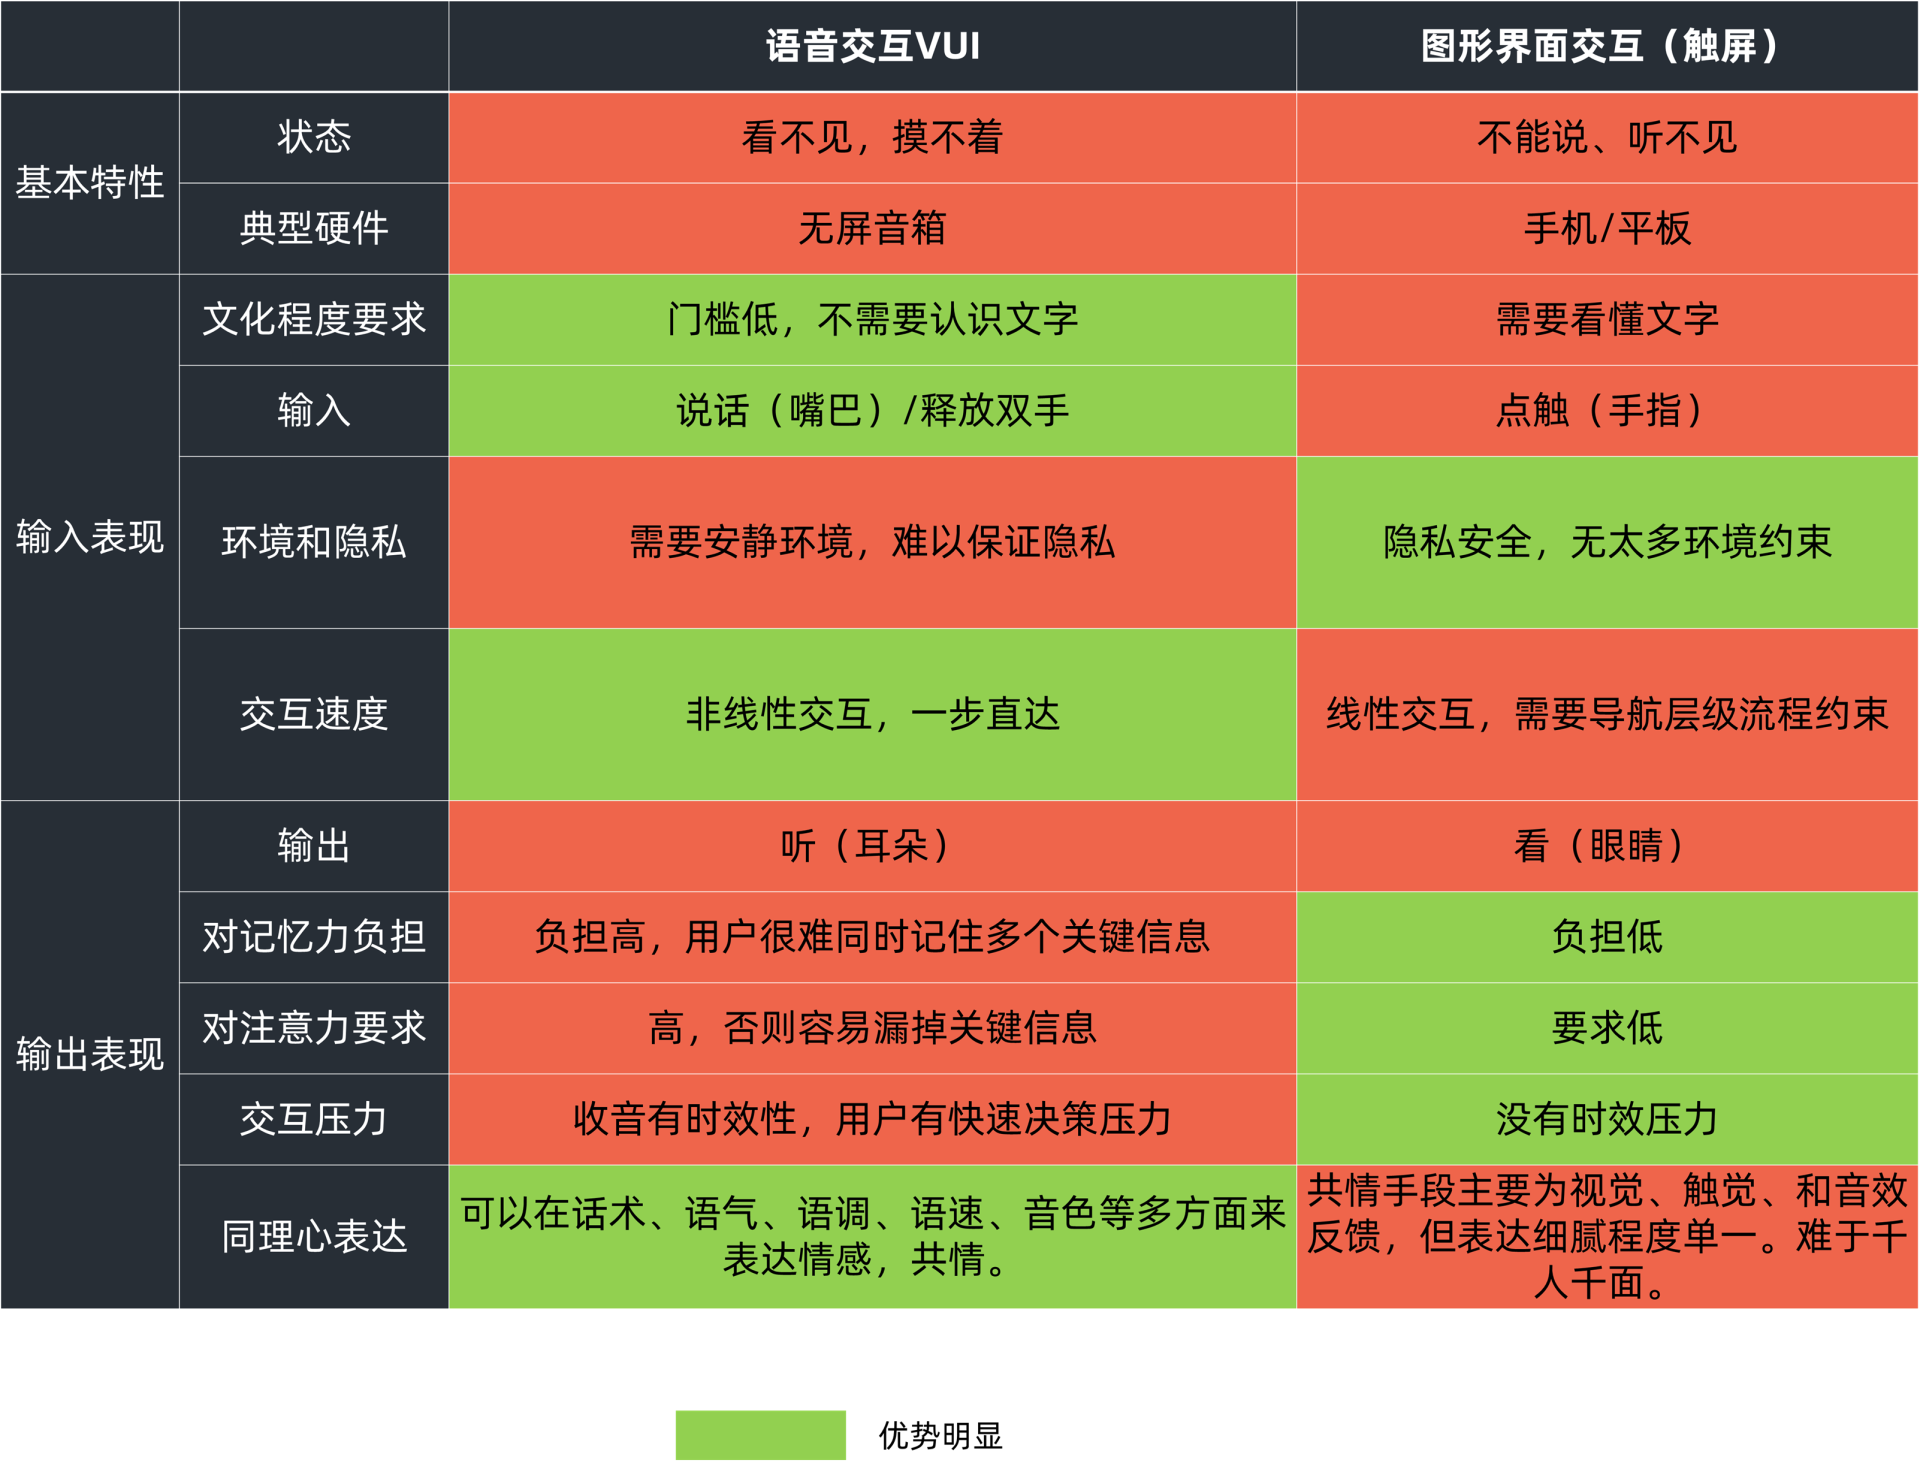 语音交互VUI
图形界面交互（触屏）
基本特性
状态
看不见，摸不着
不能说、听不见
典型硬件
无屏音箱
手机/平板
输入表现
文化程度要求
门槛低，不需要认识文字
需要看懂文字
输入
说话（嘴巴）/释放双手
点触（手指）
环境和隐私
需要安静环境，难以保证隐私
隐私安全，无太多环境约束
交互速度
非线性交互，一步直达
线性交互，需要导航层级流程约束
输出表现
输出
听（耳朵）
看（眼睛）
对记忆力负担
负担高，用户很难同时记住多个关键信息
负担低
对注意力要求
高，否则容易漏掉关键信息
要求低
交互压力
收音有时效性，用户有快速决策压力
没有时效压力
同理心表达
可以在话术、语气、语调、语速、音色等多方面来
表达情感，共情。
共情手段主要为视觉、触觉、和音效
反馈，但表达细腻程度单一。难于千
人千面。
优势明显